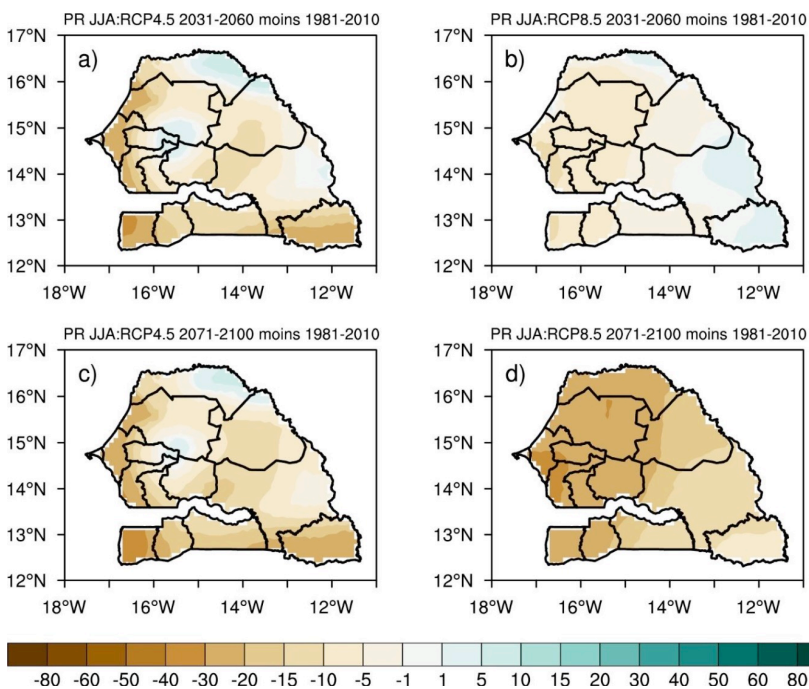 PR JJA:RCP4.5 2031-2060 moins 1981-2010
PR JJA:RCP8.5 2031-2060 moins 1981-2010
17°N
a)
16°N
15°N
14°N
13°N
12°N
18°W 16°W 14°W 12°W
17°N
b)
16°N
15°N
14°N
13°N
12°N
18°W 16°W 14°W 12°W
PR JJA:RCP4.5 2071-2100 moins 1981-2010
PR JJA:RCP8.5 2071-2100 moins 1981-2010
17°N
c)
16°N
15°N
14°N
13°N
12°N
18°W 16°W 14°W 12°W
17°N
d)
16°N
15°N
14°N
13°N
12°N
18°W 16°W 14°W 12°W
-80 -60 -50 -40 -30 -20 -15 -10 -5 -1 1 5 10 15 20 30 40 50 60 80